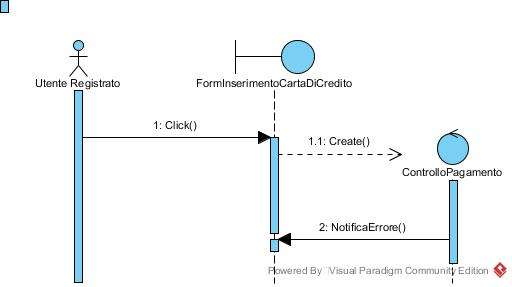 Utente Registrato
FormInserimentoCartaDiCredito
1: Click()
1.1: Create()
ControlloPagamento
2: NotificaErrore()
Powered By Visual Paradigm Community Edition